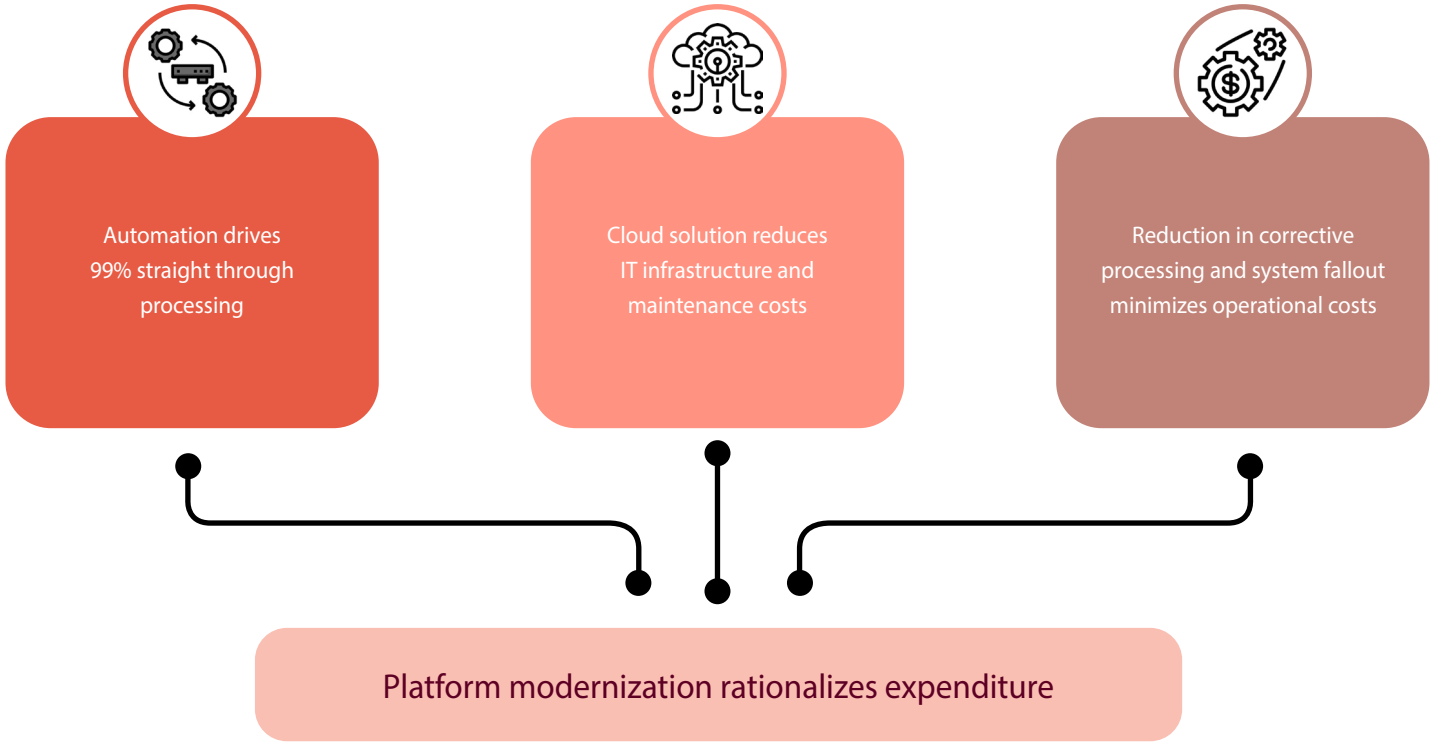 Automation drives
99% straight through
processing
Cloud solution reduces
IT infrastructure and
maintenance costs
Reduction in corrective
processing and system fallout
minimizes operational costs
Platform modernization rationalizes expenditure